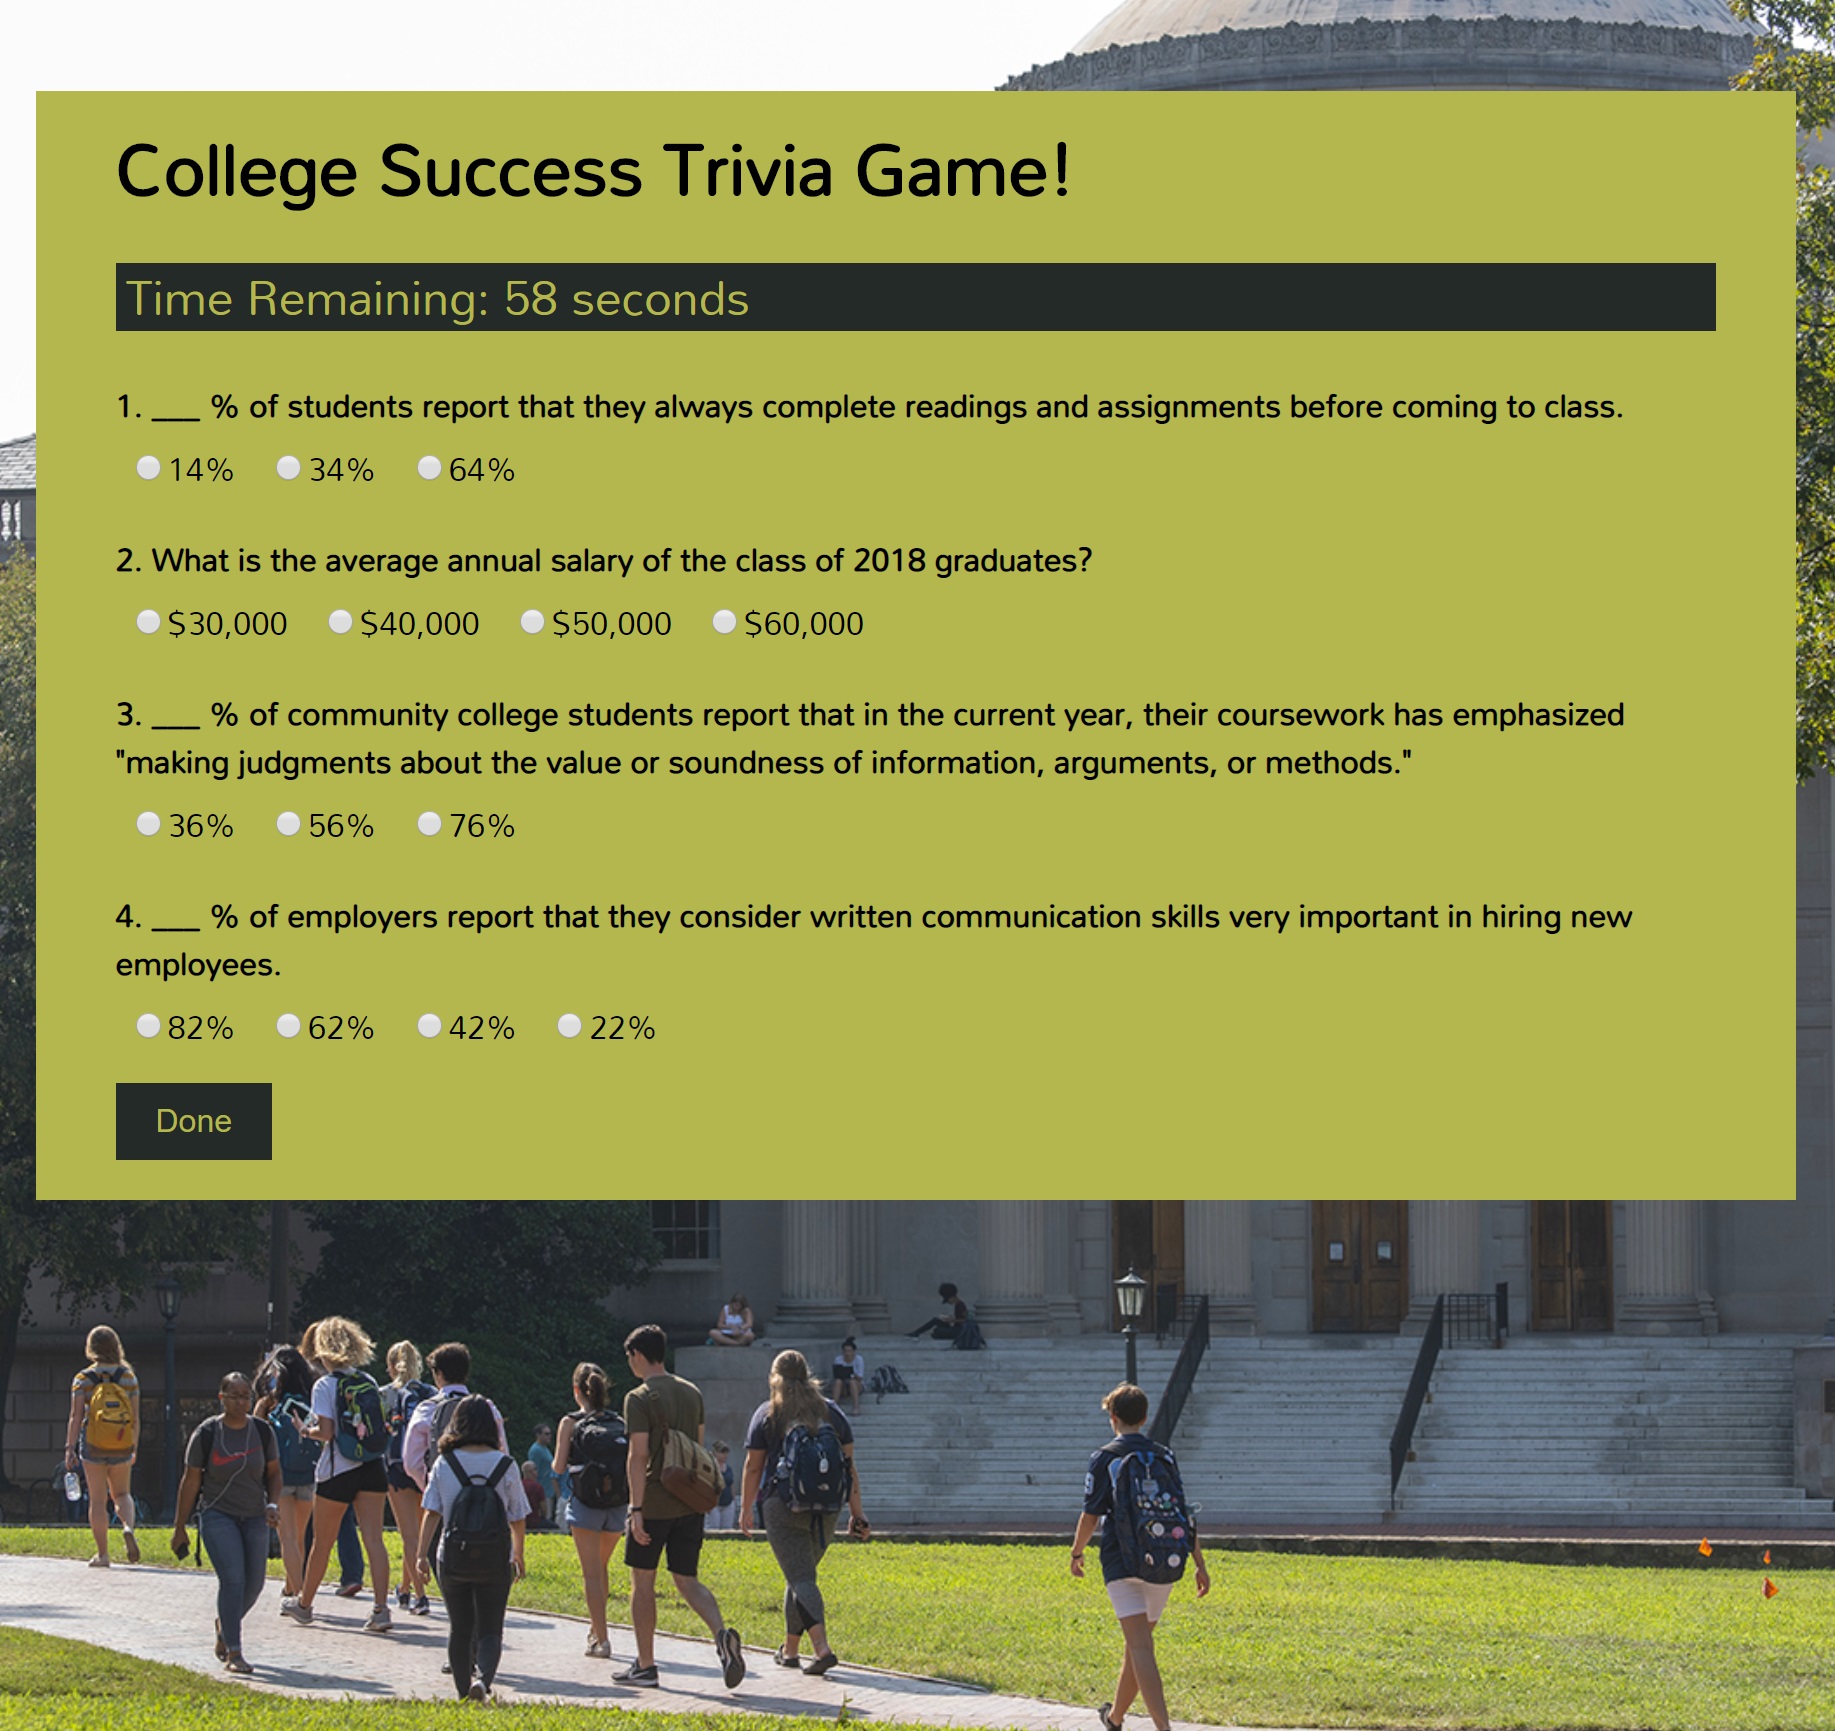 College Success Trivia Game!
Time Remaining: 58 seconds
1. ___ % of students report that they always complete readings and assignments before coming to class.
14% 34% 64%
2. What is the average annual salary of the class of 2018 graduates?
$30,000 $40,000 $50,000 $60,000
3. ___ % of community college students report that in the current year, their coursework has emphasized
"making judgments about the value or soundness of information, arguments, or methods."
36% 56% 76%
4. ___ % of employers report that they consider written communication skills very important in hiring new
employees.
82% 62% 42% 22%
Done